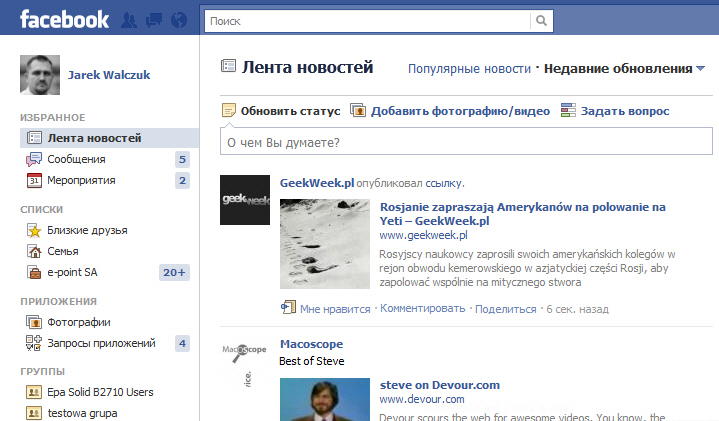 facebook
Поиск
Jarek Walczuk
ИЗБРАННОЕ
Лента новостей
Сообщения 5
Мероприятия 2
СПИСКИ
Близкие друзья
Семья
e-point SA 20+
ПРИЛОЖЕНИЯ
Фотографии
Запросы приложений 4
ГРУППЫ
Epa Solid B2710 Users
testowa grupa
Лента новостей
Популярные новости · Недавние обновления
Обновить статус Добавить фотографию/видео Задать вопрос
О чем Вы думаете?
geekweek
GeekWeek.pl опубликовал ссылку.
Rosjanie zapraszają Amerykanów na polowanie na
Yeti – GeekWeek.pl
www.geekweek.pl
Rosyjscy naukowcy zaprosili swoich amerykańskich kolegów w
rejon obwodu kemerowskiego w azjatyckiej części Rosji, aby
zapolować wspólnie na mitycznego stwora
Мне нравится · Комментировать · Поделиться · 6 сек. назад
31
Macoscope
rice.
Macoscope
Best of Steve
steve on Devour.com
www.devour.com
Devour scours the web for awesome videos. You know, the